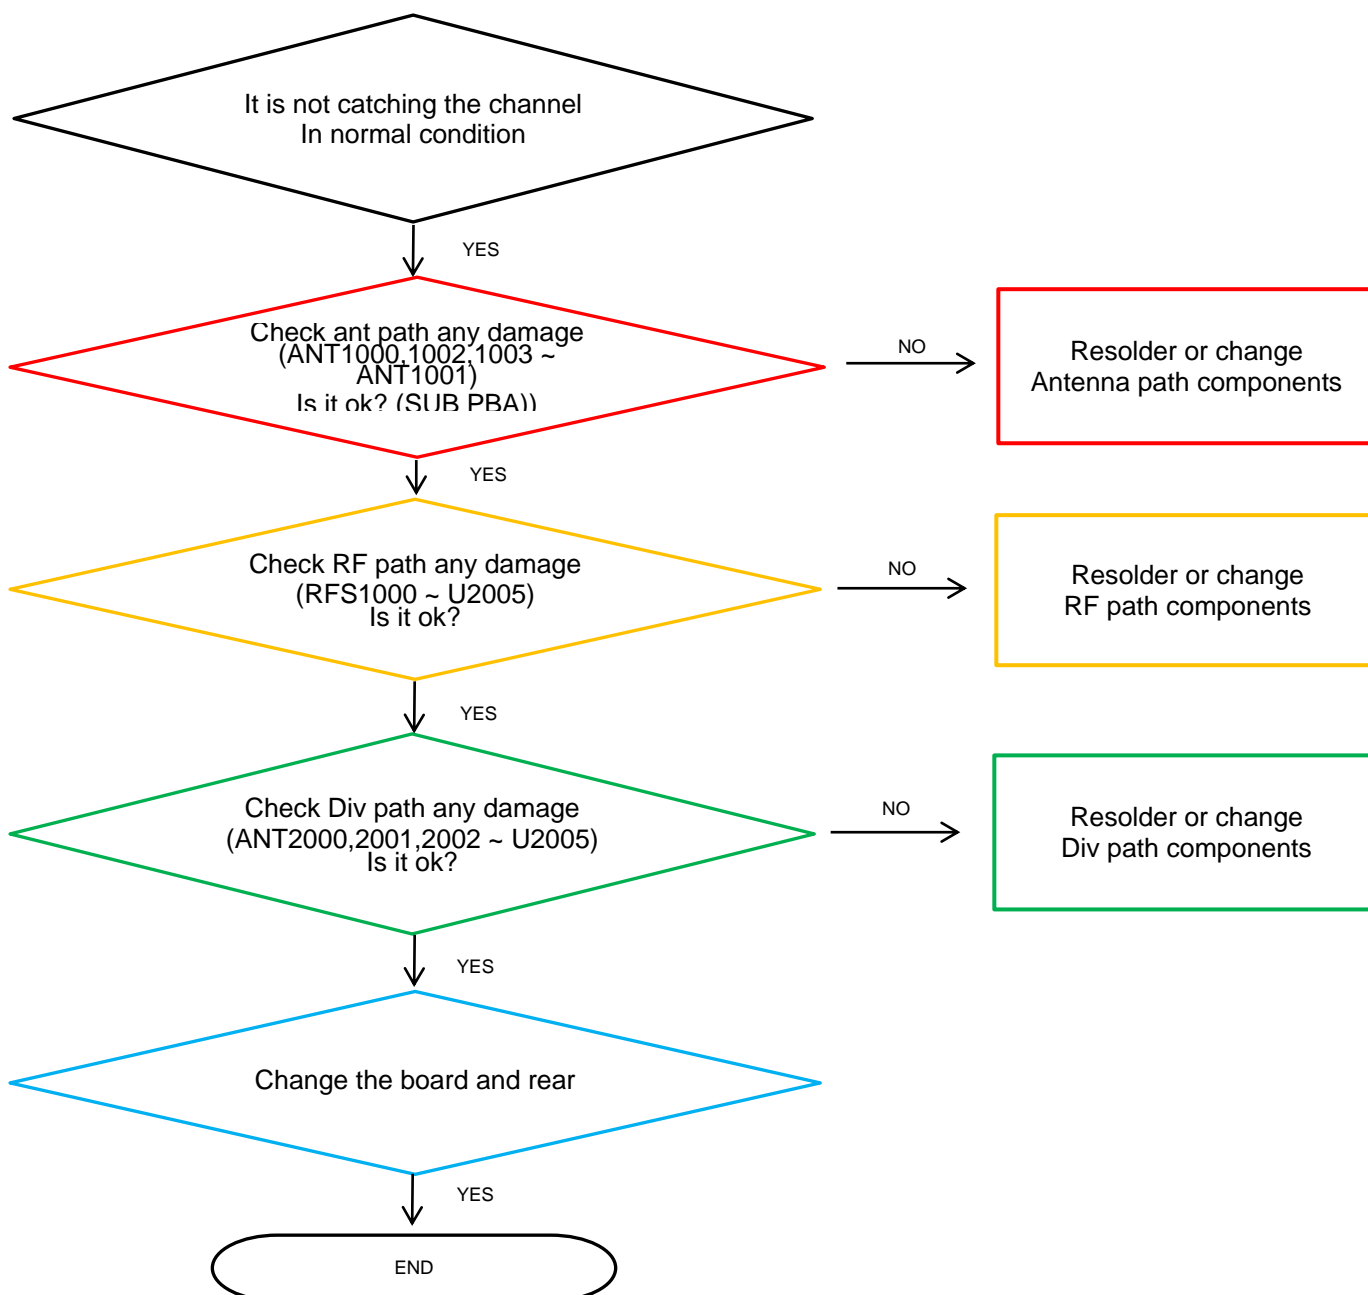 It is not catching the channel
In normal condition
YES
Check ant path any damage
(ANT1000,1002,1003 ~
ANT1001)
Is it ok? (SUB PBA))
NO
Resolder or change
Antenna path components
YES
Check RF path any damage
(RFS1000 ~ U2005)
Is it ok?
NO
Resolder or change
RF path components
YES
Check Div path any damage
(ANT2000,2001,2002 ~ U2005)
Is it ok?
NO
Resolder or change
Div path components
YES
Change the board and rear
YES
END